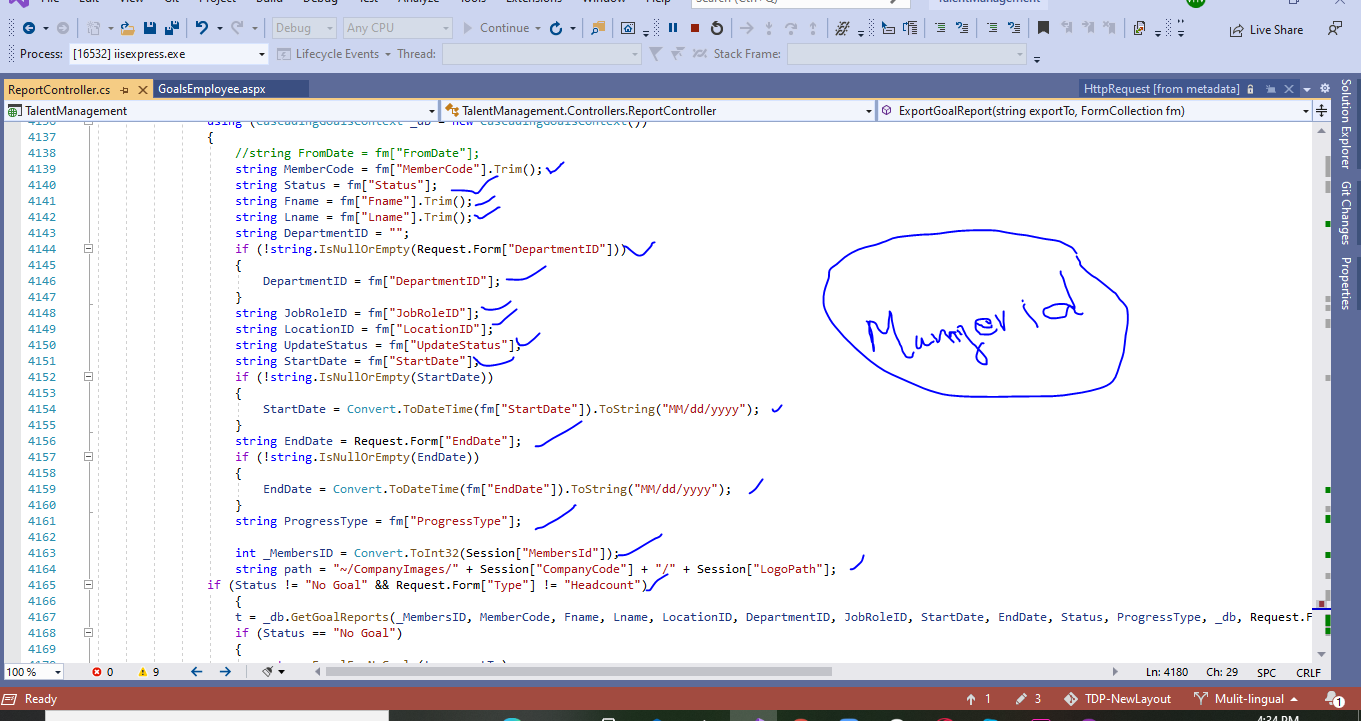 Debug
Any CPU
Continue
Live Share
Process: [16532] iisexpress.exe
Lifecycle Events
Thread:
Stack Frame:
ReportController.cs
GoalsEmployee.aspx
HttpRequest [from metadata]
TalentManagement
TalentManagement.Controllers.ReportController
ExportGoalReport(string exportTo, FormCollection fm)
4136 using (CascadingGoalsContext _db = new CascadingGoalsContext())
4137 {
4138 //string FromDate = fm["FromDate"];
4139 string MemberCode = fm["MemberCode"].Trim();
4140 string Status = fm["Status"];
4141 string Fname = fm["Fname"].Trim();
4142 string Lname = fm["Lname"].Trim();
4143 string DepartmentID = "";
4144 if (!string.IsNullOrEmpty(Request.Form["DepartmentID"]))
4145 {
4146 DepartmentID = fm["DepartmentID"];
4147 }
4148 string JobRoleID = fm["JobRoleID"];
4149 string LocationID = fm["LocationID"];
4150 string UpdateStatus = fm["UpdateStatus"];
4151 string StartDate = fm["StartDate"];
4152 if (!string.IsNullOrEmpty(StartDate))
4153 {
4154 StartDate = Convert.ToDateTime(fm["StartDate"]).ToString("MM/dd/yyyy");
4155 }
4156 string EndDate = Request.Form["EndDate"];
4157 if (!string.IsNullOrEmpty(EndDate))
4158 {
4159 EndDate = Convert.ToDateTime(fm["EndDate"]).ToString("MM/dd/yyyy");
4160 }
4161 string ProgressType = fm["ProgressType"];
4162
4163 int _MembersID = Convert.ToInt32(Session["MembersId"]);
4164 string path = "~/CompanyImages/" + Session["CompanyCode"] + "/" + Session["LogoPath"];
4165 if (Status != "No Goal" && Request.Form["Type"] != "Headcount")
4166 {
4167 t = _db.GetGoalReports(_MembersID, MemberCode, Fname, Lname, LocationID, DepartmentID, JobRoleID, StartDate, EndDate, Status, ProgressType, _db, Request.F
4168 if (Status == "No Goal")
4169 {
Solution Explorer
Git Changes
Properties
100 %
0
9
Ln: 4180
Ch: 29
SPC
CRLF
Ready
1
3
TDP-NewLayout
Mulit-lingual
1
4:34 PM